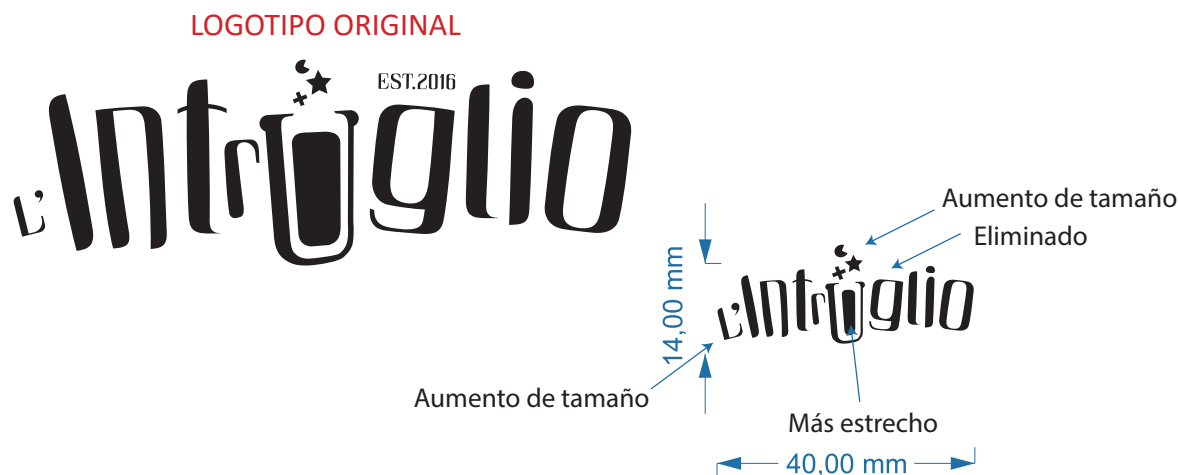 LOGOTIPO ORIGINAL
EST.2016
L'Intruglio
Aumento de tamaño
Eliminado
14,00 mm
L'Intruglio
Aumento de tamaño
Más estrecho
40,00 mm